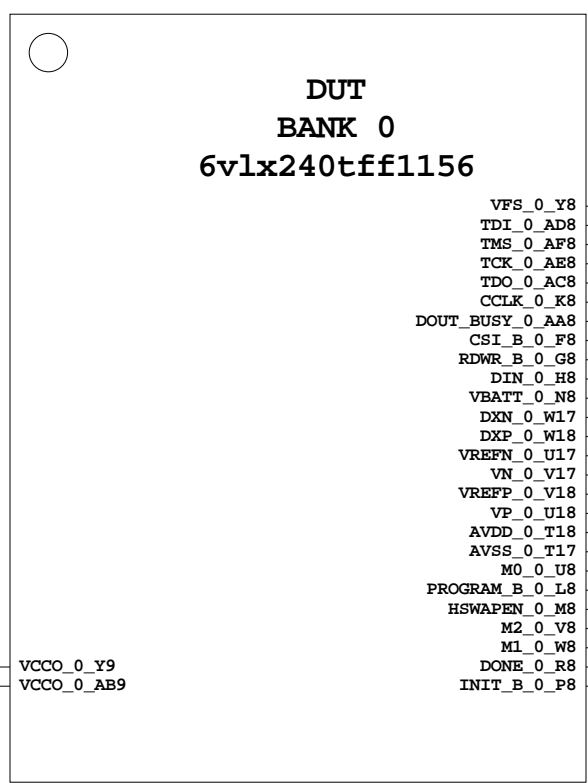 DUT
BANK 0
6vlx240tff1156
VFS_0_Y8
TDI_0_AD8
TMS_0_AF8
TCK_0_AE8
TDO_0_AC8
CCLK_0_K8
DOUT_BUSY_0_AA8
CSI_B_0_F8
RDWR_B_0_G8
DIN_0_H8
VBATT_0_N8
DXN_0_W17
DXP_0_W18
VREFN_0_U17
VN_0_V17
VREFP_0_V18
VP_0_U18
AVDD_0_T18
AVSS_0_T17
M0_0_U8
PROGRAM_B_0_L8
HSWAPEN_0_M8
M2_0_V8
M1_0_W8
VCCO_0_Y9 DONE_0_R8
VCCO_0_AB9 INIT_B_0_P8